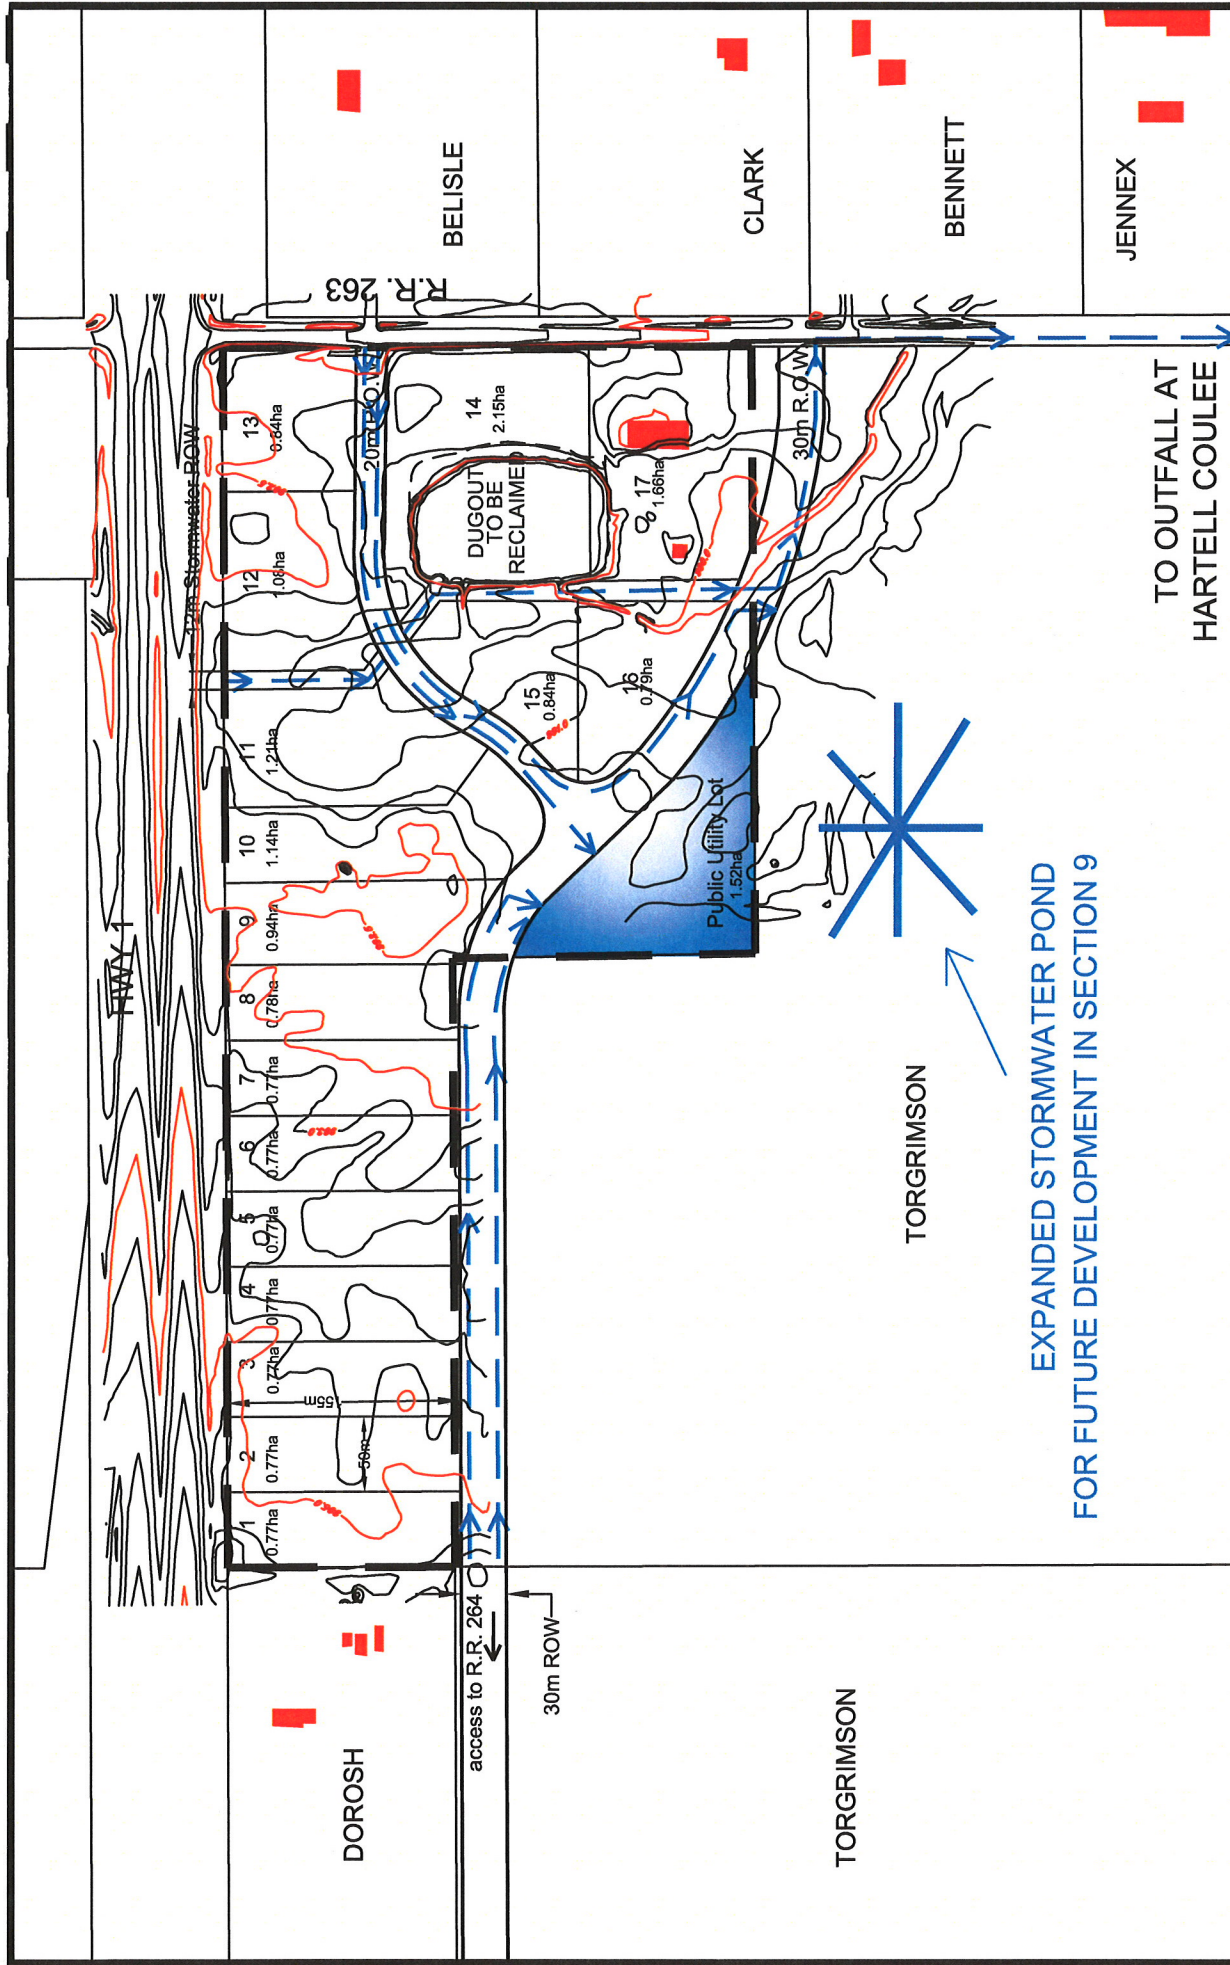 HWY 1
12m Stormwater ROW
R.R. 263
BELISLE
CLARK
BENNETT
JENNEX
1
0.77ha
2
0.77ha
3
0.77ha
4
0.77ha
5
0.77ha
6
0.77ha
7
0.77ha
8
0.78ha
9
0.94ha
10
1.14ha
11
1.21ha
12
1.08ha
13
0.84ha
20m R.O.W
14
2.15ha
DUGOUT
TO BE
RECLAIMED
15
0.84ha
16
0.79ha
17
1.66ha
30m R.O.W
Public Utility Lot
1.52ha
155m
50m
DOROSH
access to R.R. 264
30m ROW
TORGRIMSON
TORGRIMSON
EXPANDED STORMWATER POND
FOR FUTURE DEVELOPMENT IN SECTION 9
TO OUTFALL AT
HARTELL COULEE